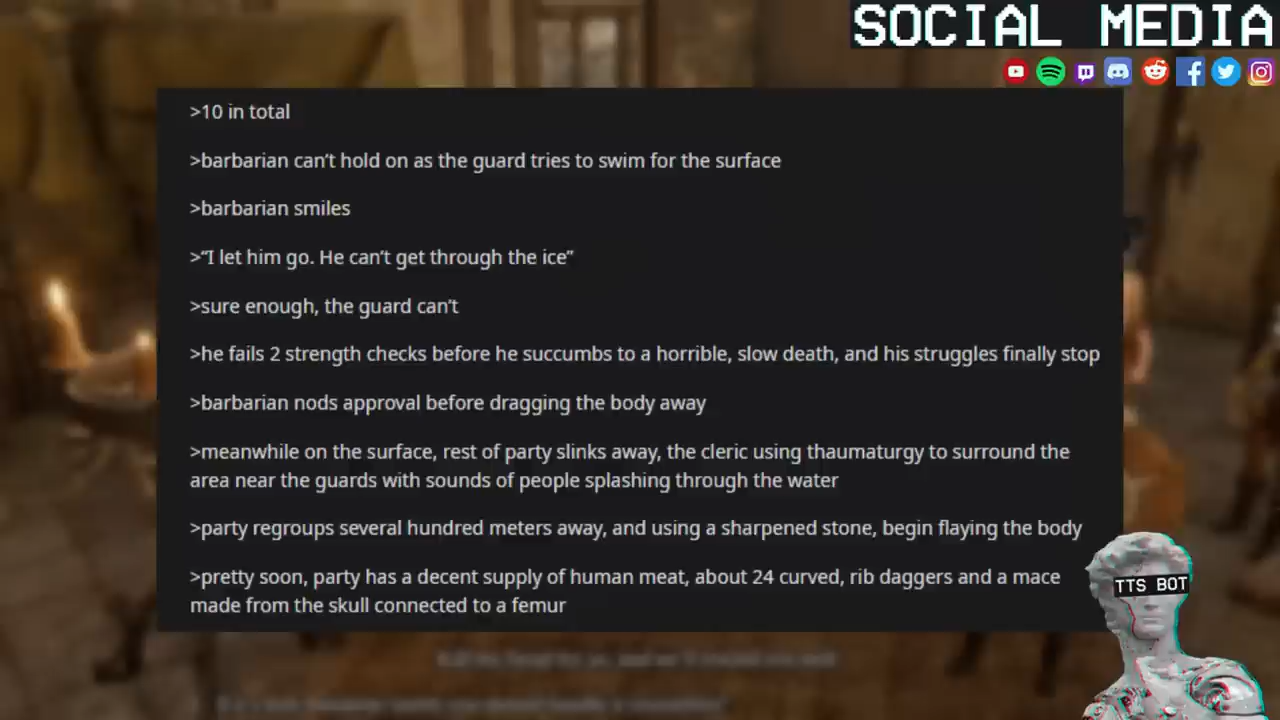 SOCIAL MEDIA
>10 in total
>barbarian can't hold on as the guard tries to swim for the surface
>barbarian smiles
>“I let him go. He can't get through the ice”
>sure enough, the guard can't
>he fails 2 strength checks before he succumbs to a horrible, slow death, and his struggles finally stop
>barbarian nods approval before dragging the body away
>meanwhile on the surface, rest of party slinks away, the cleric using thaumaturgy to surround the
area near the guards with sounds of people splashing through the water
>party regroups several hundred meters away, and using a sharpened stone, begin flaying the body
>pretty soon, party has a decent supply of human meat, about 24 curved, rib daggers and a mace
made from the skull connected to a femur
TTS BOT